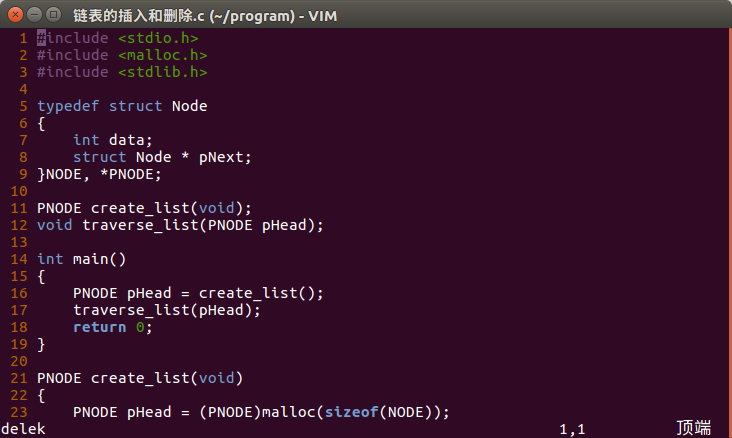 链表的插入和删除.c (~/program) - VIM
1 #include <stdio.h>
2 #include <malloc.h>
3 #include <stdlib.h>
4
5 typedef struct Node
6 {
7     int data;
8     struct Node * pNext;
9 }NODE, *PNODE;
10
11 PNODE create_list(void);
12 void traverse_list(PNODE pHead);
13
14 int main()
15 {
16     PNODE pHead = create_list();
17     traverse_list(pHead);
18     return 0;
19 }
20
21 PNODE create_list(void)
22 {
23     PNODE pHead = (PNODE)malloc(sizeof(NODE));
delek 1,1 顶端